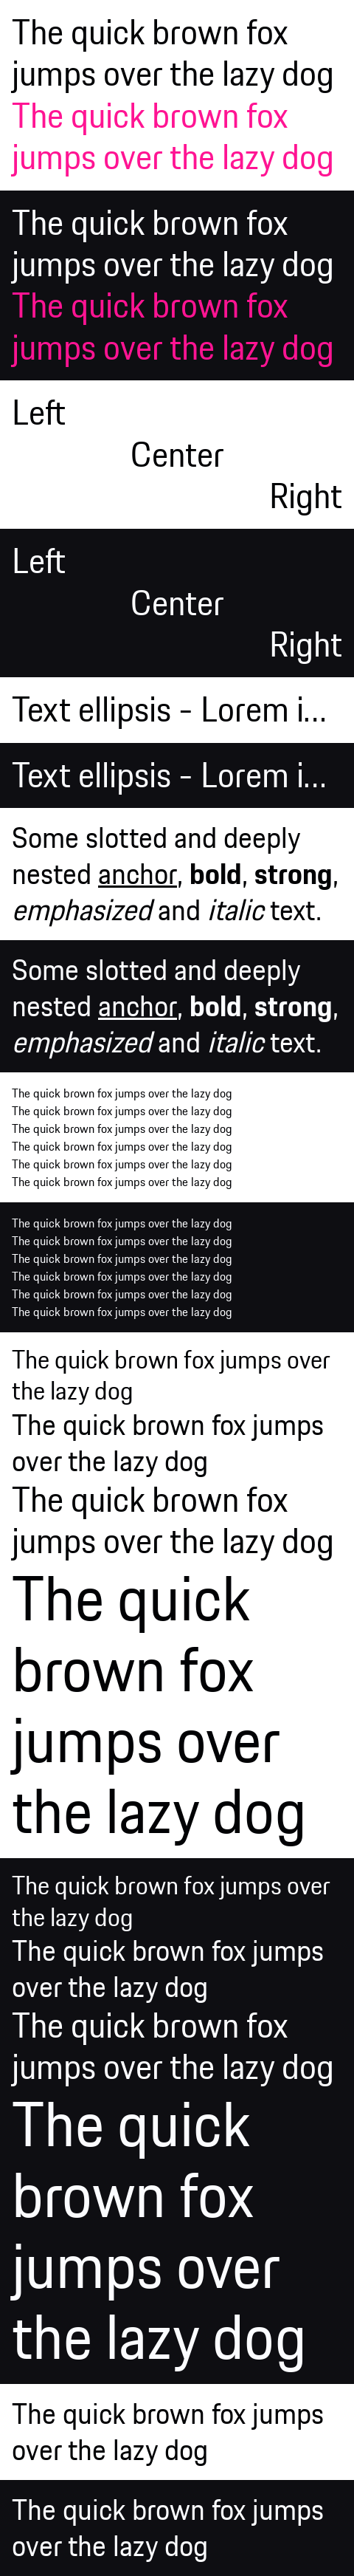 The quick brown fox
jumps over the lazy dog
The quick brown fox
jumps over the lazy dog
The quick brown fox
jumps over the lazy dog
The quick brown fox
jumps over the lazy dog
Left
Center
Right
Left
Center
Right
Text ellipsis - Lorem i...
Text ellipsis - Lorem i...
Some slotted and deeply
nested anchor, bold, strong,
emphasized and italic text.
Some slotted and deeply
nested anchor, bold, strong,
emphasized and italic text.
The quick brown fox jumps over the lazy dog
The quick brown fox jumps over the lazy dog
The quick brown fox jumps over the lazy dog
The quick brown fox jumps over the lazy dog
The quick brown fox jumps over the lazy dog
The quick brown fox jumps over the lazy dog
The quick brown fox jumps over the lazy dog
The quick brown fox jumps over the lazy dog
The quick brown fox jumps over the lazy dog
The quick brown fox jumps over the lazy dog
The quick brown fox jumps over the lazy dog
The quick brown fox jumps over the lazy dog
The quick brown fox jumps over
the lazy dog
The quick brown fox jumps
over the lazy dog
The quick brown fox
jumps over the lazy dog
The quick
brown fox
jumps over
the lazy dog
The quick brown fox jumps over
the lazy dog
The quick brown fox jumps
over the lazy dog
The quick brown fox
jumps over the lazy dog
The quick
brown fox
jumps over
the lazy dog
The quick brown fox jumps
over the lazy dog
The quick brown fox jumps
over the lazy dog